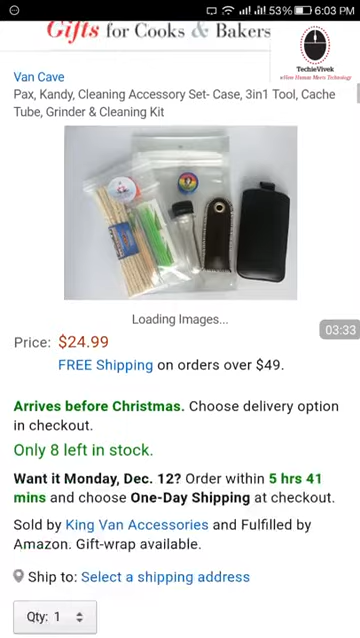 53% 6:03 PM
Gifts for Cooks & Bakers
TechieVivek
Van Cave
Pax, Kandy, Cleaning Accessory Set- Case, 3in1 Tool, Cache
Tube, Grinder & Cleaning Kit
Loading Images...
03:33
Price: $24.99
FREE Shipping on orders over $49.
Arrives before Christmas. Choose delivery option
in checkout.
Only 8 left in stock.
Want it Monday, Dec. 12? Order within 5 hrs 41
mins and choose One-Day Shipping at checkout.
Sold by King Van Accessories and Fulfilled by
Amazon. Gift-wrap available.
Ship to: Select a shipping address
Qty: 1